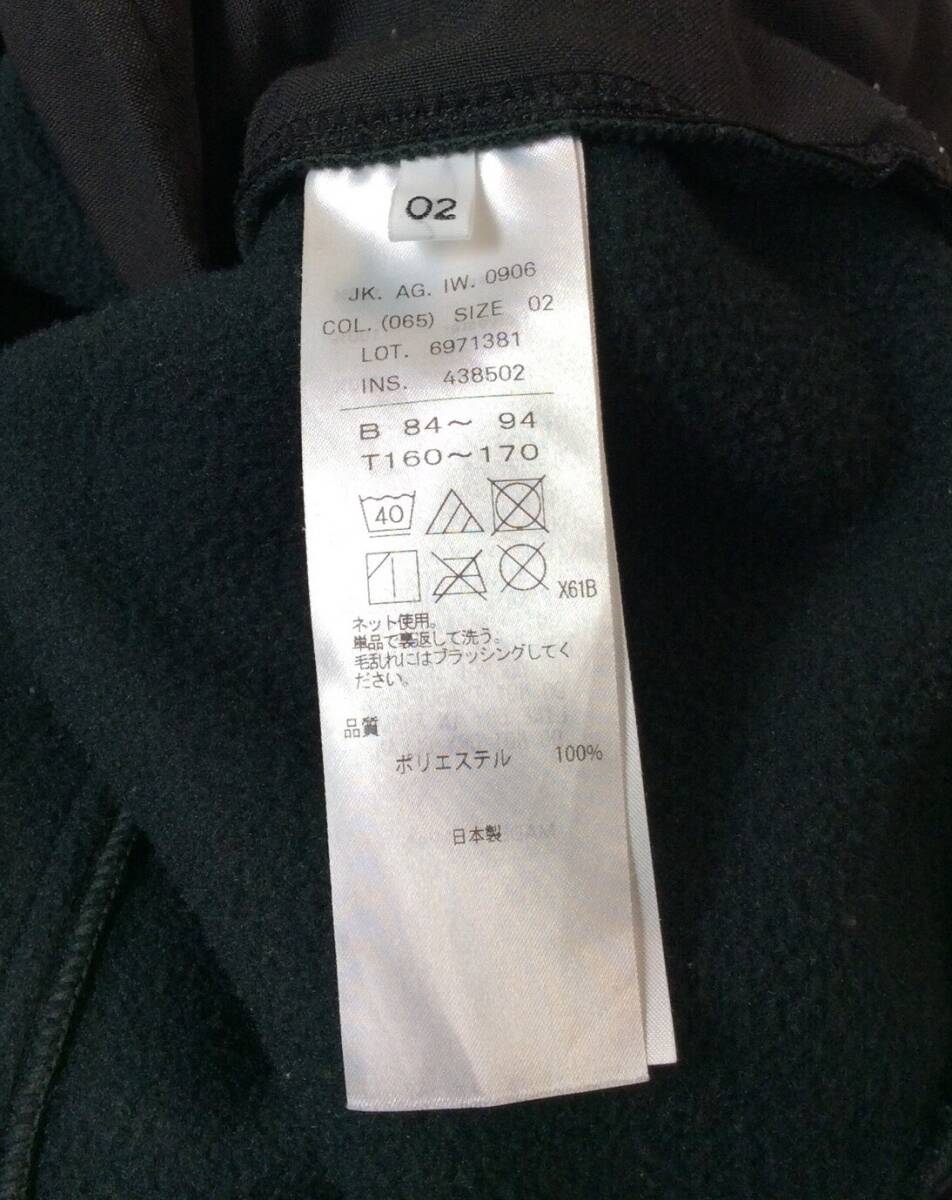 02
JK. AG. IW. 0906
COL. (065) SIZE 02
LOT. 6971381
INS. 438502
B 84〜 94
T160〜170
40
X61B
ネット使用。
単品で裏返して洗う。
毛乱れにはブラッシングしてく
ださい。
品質
ポリエステル 100%
日本製